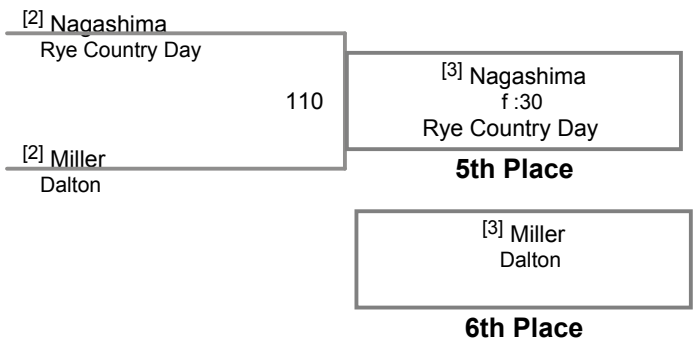 [2] Nagashima
Rye Country Day
110
[2] Miller
Dalton
[3] Nagashima
f :30
Rye Country Day
5th Place
[3] Miller
Dalton
6th Place